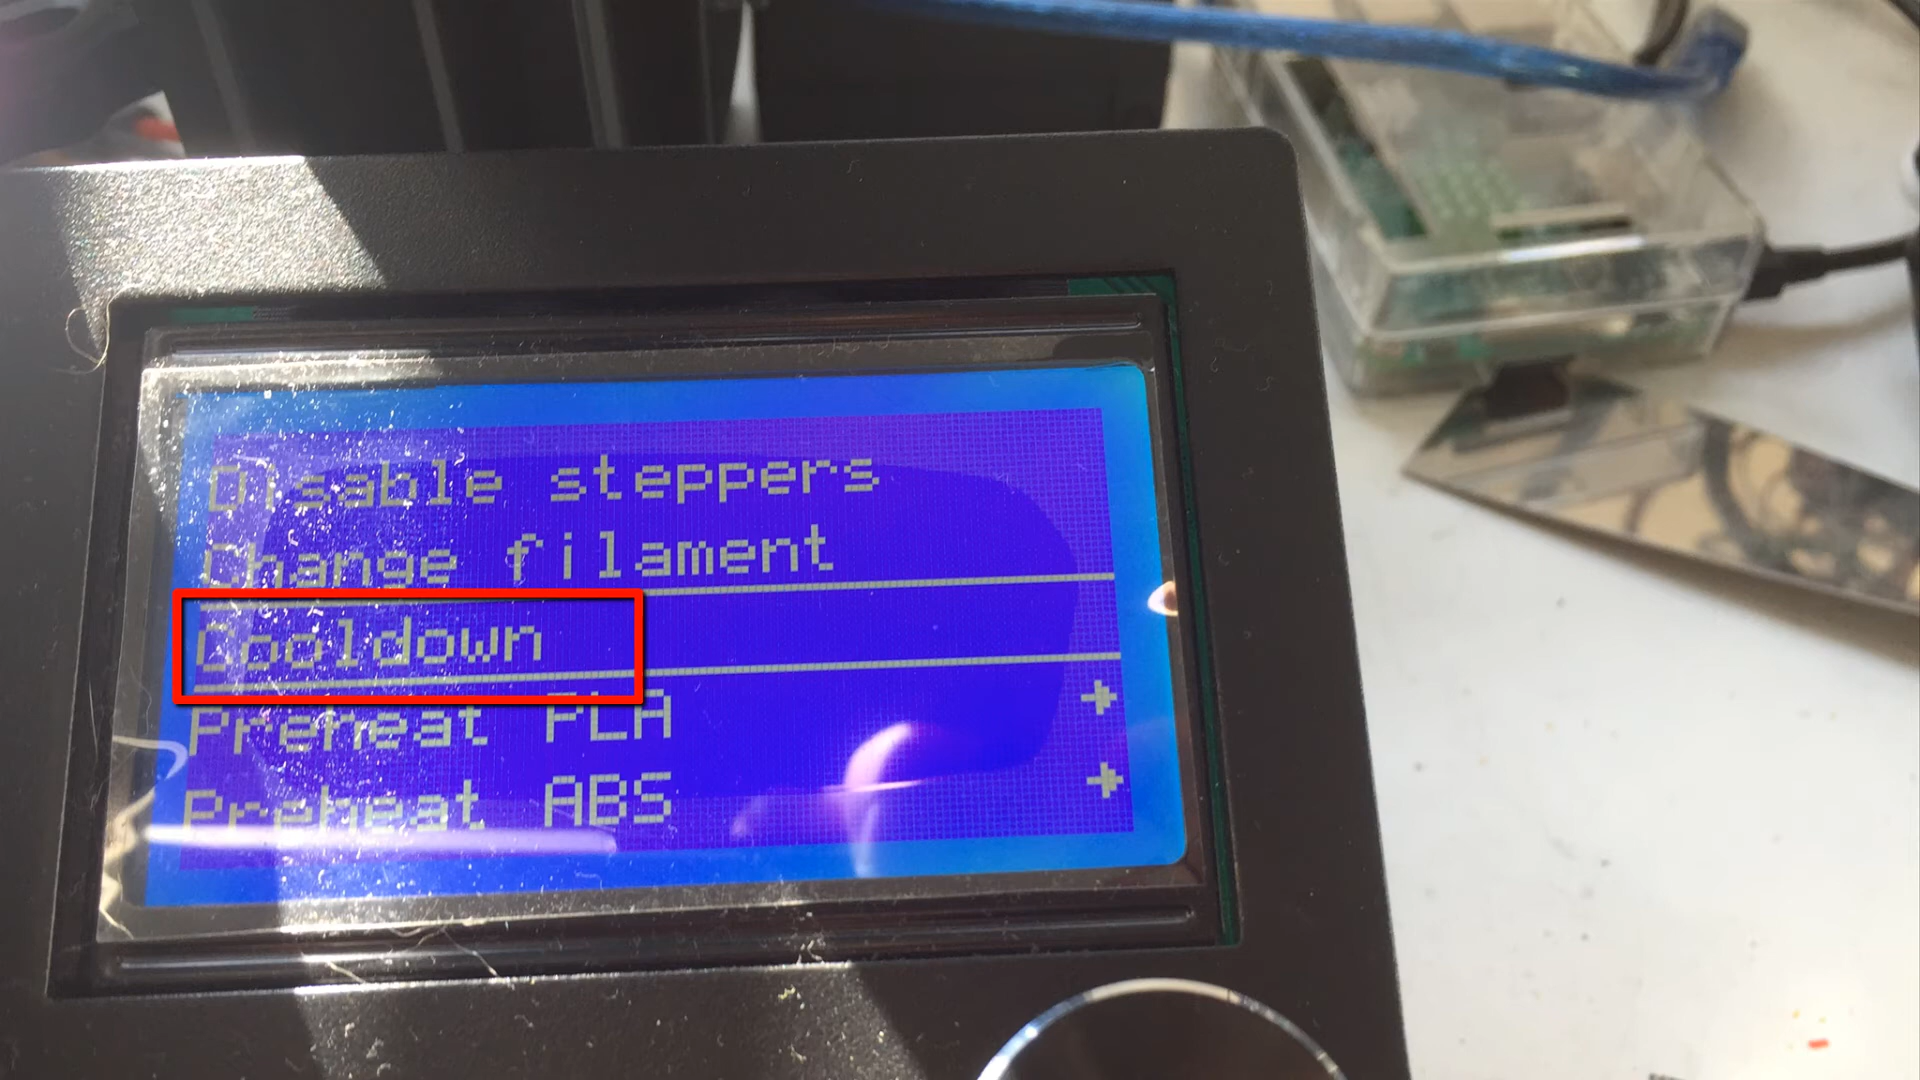 Disable steppers
Change filament
Cooldown
Preheat PLA
Preheat ABS